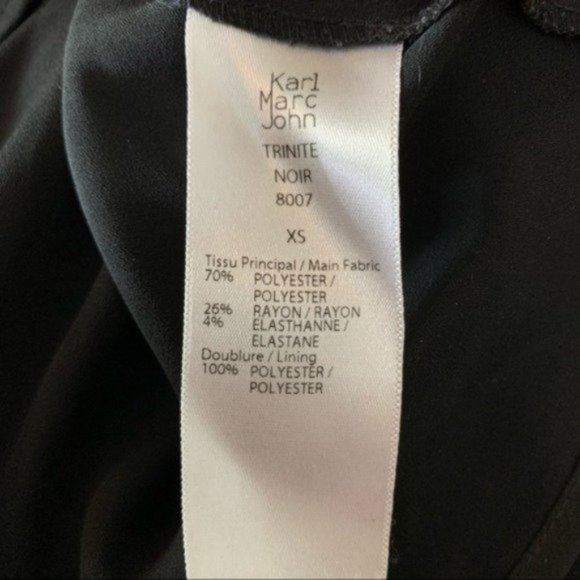 Karl
Marc
John
TRINITE
NOIR
8007
XS
Tissu Principal / Main Fabric
70% POLYESTER /
POLYESTER
26% RAYON / RAYON
4% ELASTHANNE /
ELASTANE
Doublure / Lining
100% POLYESTER /
POLYESTER